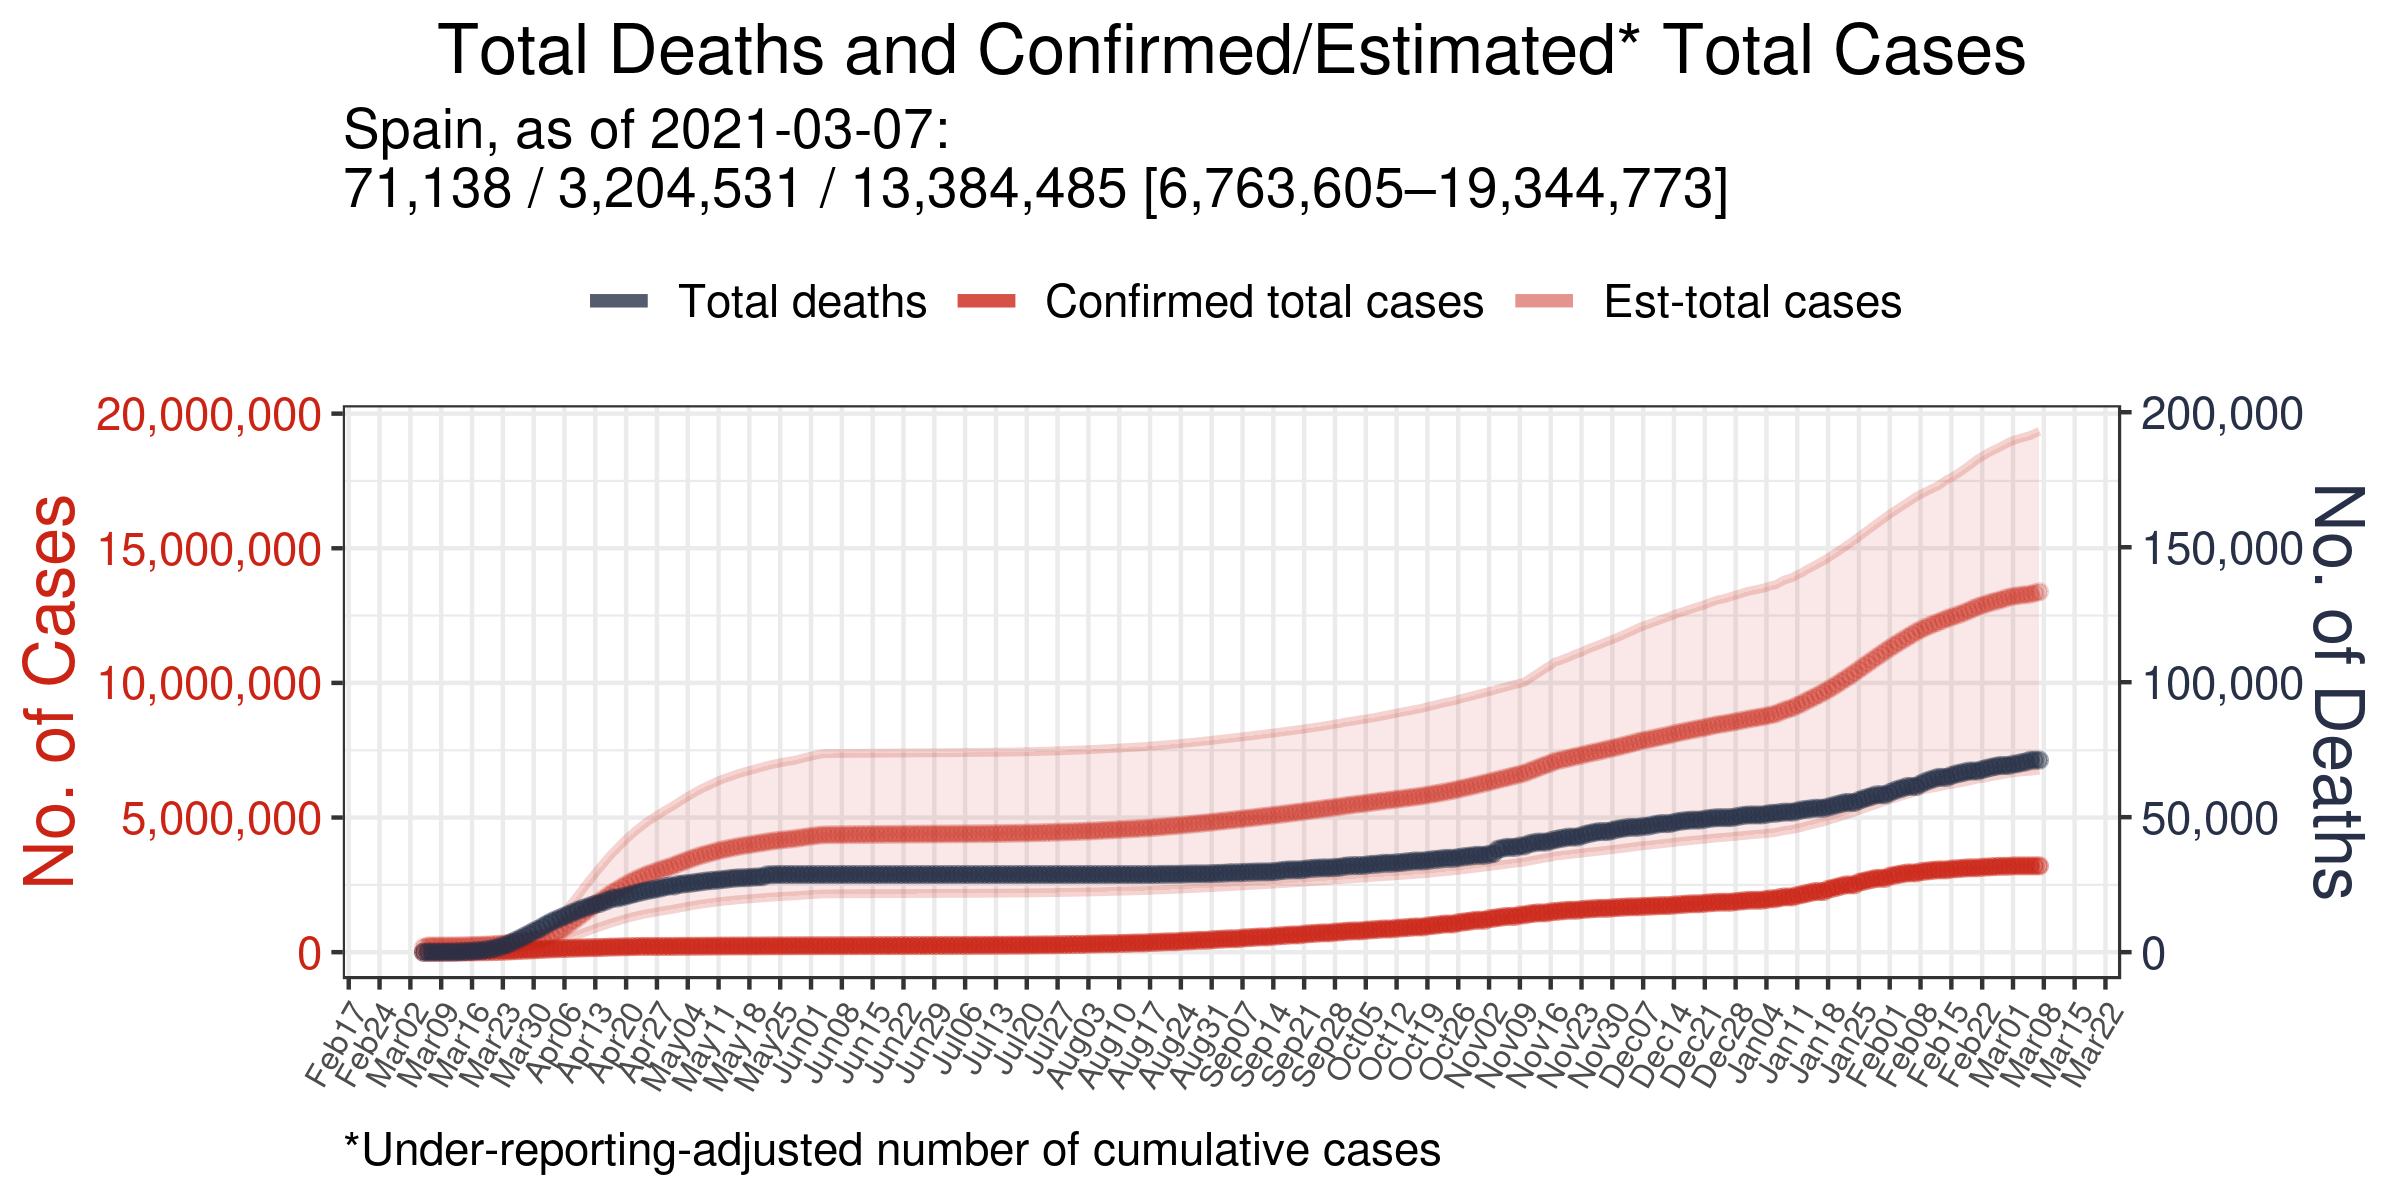 Total Deaths and Confirmed/Estimated* Total Cases
Spain, as of 2021-03-07:
71,138 / 3,204,531 / 13,384,485 [6,763,605–19,344,773]
Total deaths
Confirmed total cases
Est-total cases
No. of Cases
20,000,000
15,000,000
10,000,000
5,000,000
0
200,000
150,000
100,000
50,000
0
No. of Deaths
Feb17
Feb24
Mar02
Mar09
Mar16
Mar23
Mar30
Apr06
Apr13
Apr20
Apr27
May04
May11
May18
May25
Jun01
Jun08
Jun15
Jun22
Jun29
Jul06
Jul13
Jul20
Jul27
Aug03
Aug10
Aug17
Aug24
Aug31
Sep07
Sep14
Sep21
Sep28
Oct05
Oct12
Oct19
Oct26
Nov02
Nov09
Nov16
Nov23
Nov30
Dec07
Dec14
Dec21
Dec28
Jan04
Jan11
Jan18
Jan25
Feb01
Feb08
Feb15
Feb22
Mar01
Mar08
Mar15
Mar22
*Under-reporting-adjusted number of cumulative cases